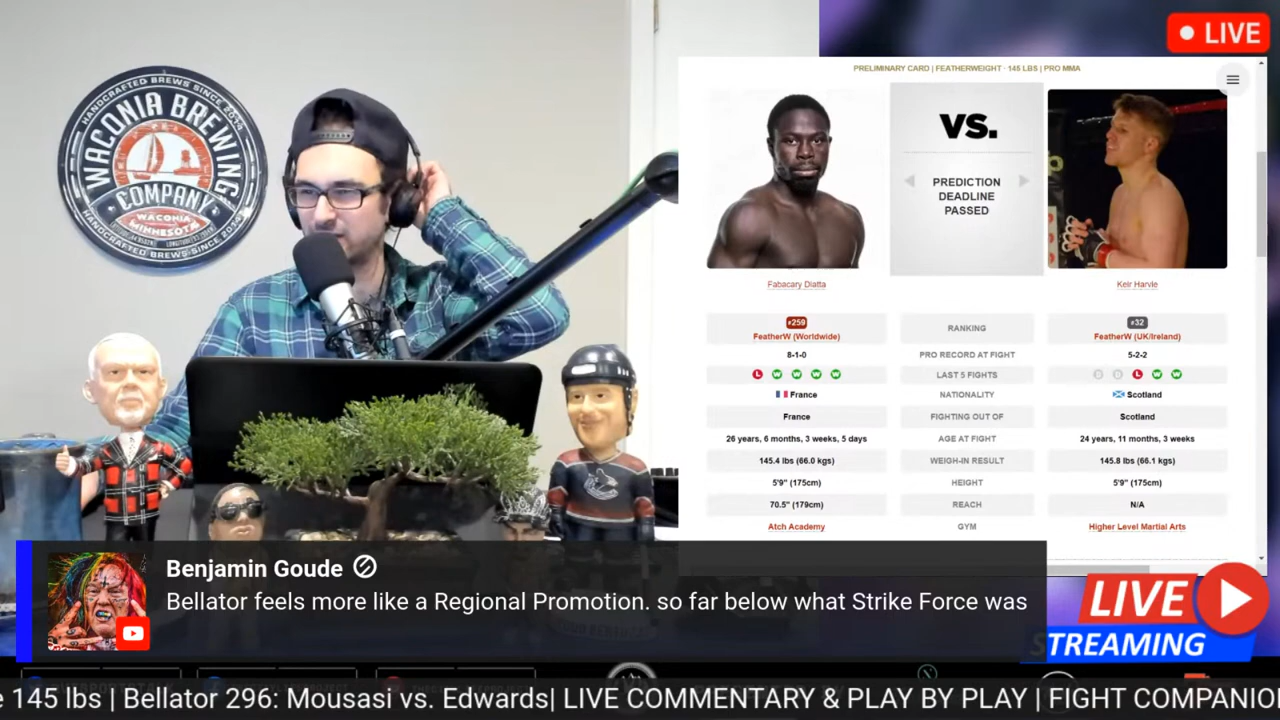 LIVE
HANDCRAFTED BREWS SINCE 2014
WACONIA BREWING
COMPANY
WACONIA
MINNESOTA
HANDCRAFTED BREWS SINCE
PRELIMINARY CARD | FEATHERWEIGHT · 145 LBS | PRO MMA
VS.
PREDICTION
DEADLINE
PASSED
Fabacary Diatta
Keir Harvie
#259 RANKING #32
FeatherW (Worldwide) FeatherW (UK/Ireland)
8-1-0 PRO RECORD AT FIGHT 5-2-2
L W W W W LAST 5 FIGHTS D D L W W
France NATIONALITY Scotland
France FIGHTING OUT OF Scotland
26 years, 6 months, 3 weeks, 5 days AGE AT FIGHT 24 years, 11 months, 3 weeks
145.4 lbs (66.0 kgs) WEIGH-IN RESULT 145.8 lbs (66.1 kgs)
5'9" (175cm) HEIGHT 5'9" (175cm)
70.5" (179cm) REACH N/A
Atch Academy GYM Higher Level Martial Arts
Benjamin Goude
Bellator feels more like a Regional Promotion. so far below what Strike Force was
LIVE
STREAMING
e 145 lbs | Bellator 296: Mousasi vs. Edwards| LIVE COMMENTARY & PLAY BY PLAY | FIGHT COMPANIO